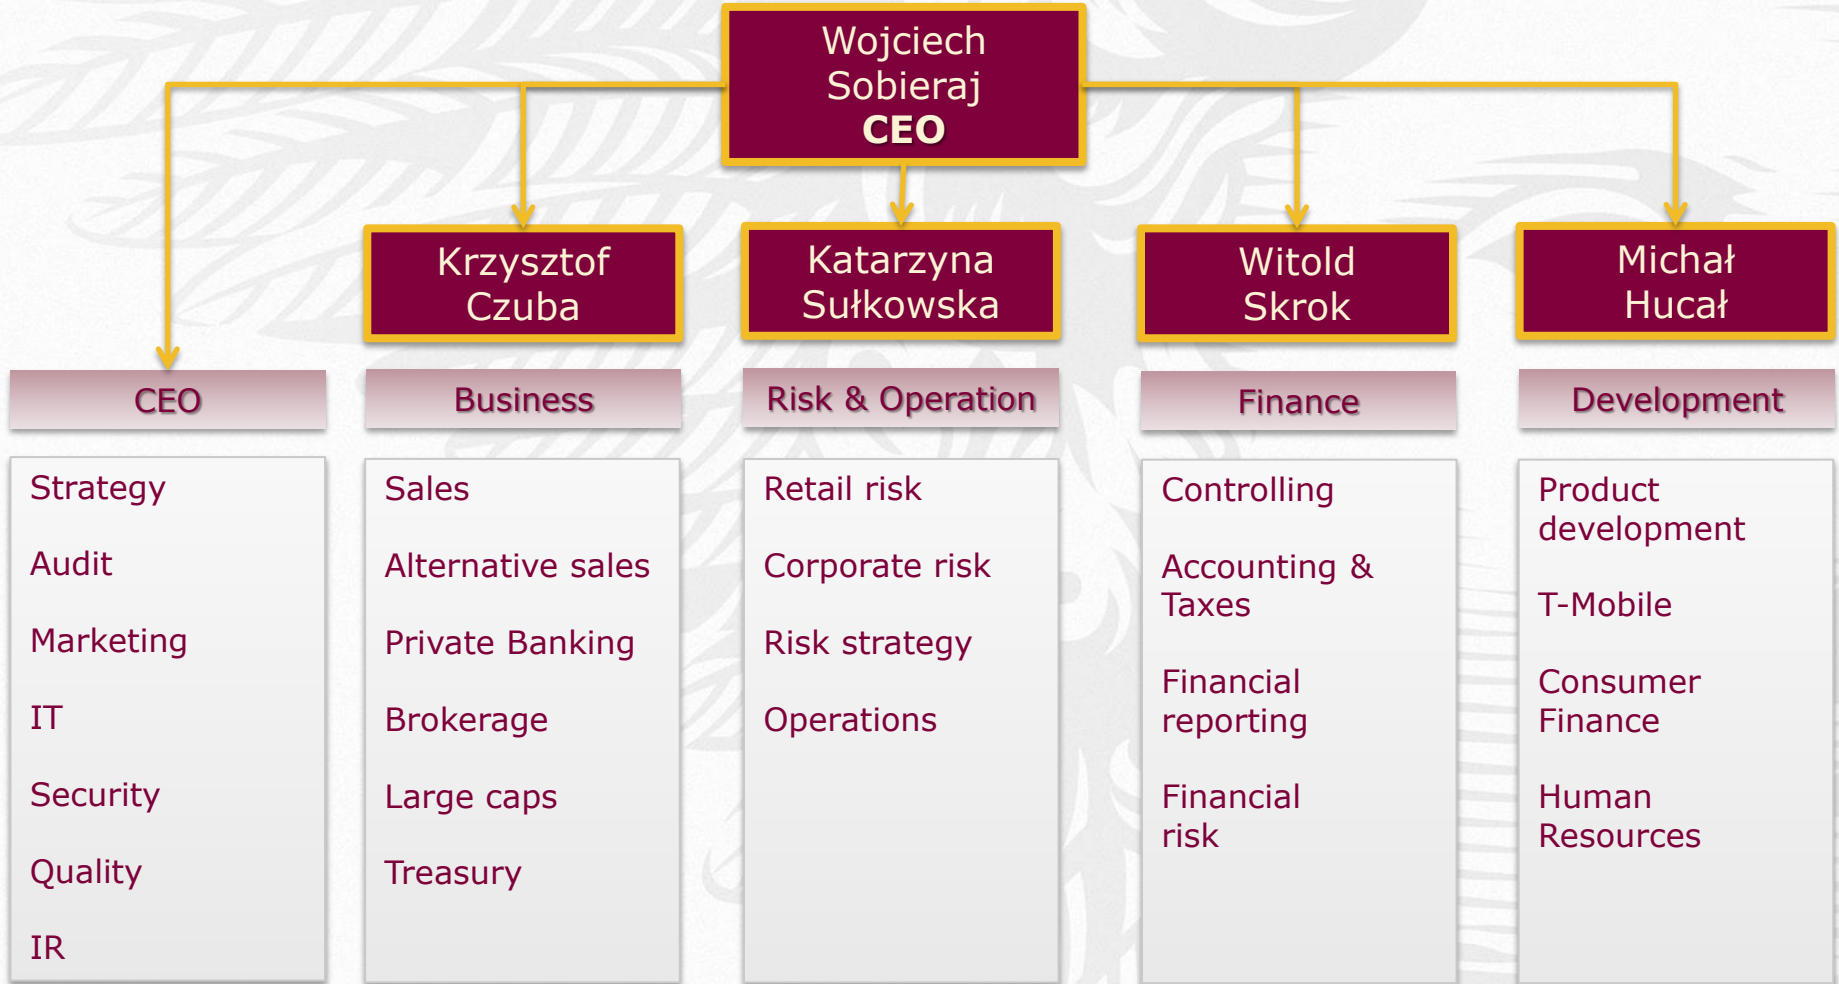 Wojciech
Sobieraj
CEO
Krzysztof
Czuba
Katarzyna
Sułkowska
Witold
Skrok
Michał
Hucał
CEO
Business
Risk & Operation
Finance
Development
Strategy
Audit
Marketing
IT
Security
Quality
IR
Sales
Alternative sales
Private Banking
Brokerage
Large caps
Treasury
Retail risk
Corporate risk
Risk strategy
Operations
Controlling
Accounting &
Taxes
Financial
reporting
Financial
risk
Product
development
T-Mobile
Consumer
Finance
Human
Resources